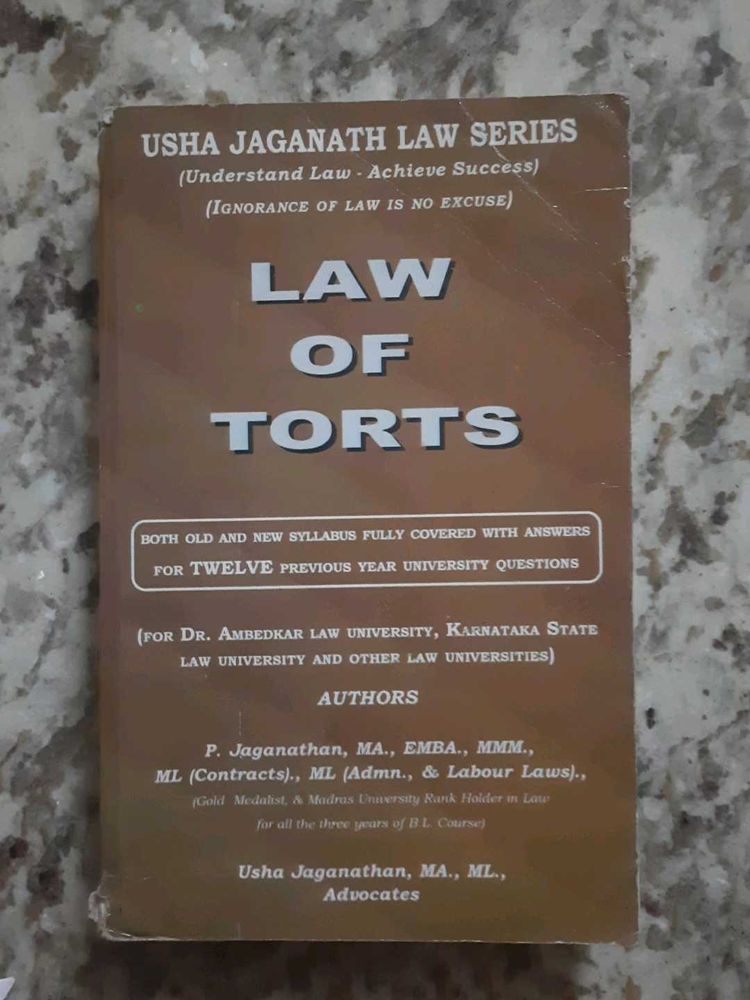 USHA JAGANATH LAW SERIES
(Understand Law - Achieve Success)
(IGNORANCE OF LAW IS NO EXCUSE)
LAW
OF
TORTS
BOTH OLD AND NEW SYLLABUS FULLY COVERED WITH ANSWERS
FOR TWELVE PREVIOUS YEAR UNIVERSITY QUESTIONS
(FOR DR. AMBEDKAR LAW UNIVERSITY, KARNATAKA STATE
LAW UNIVERSITY AND OTHER LAW UNIVERSITIES)
AUTHORS
P. Jaganathan, MA., EMBA., MMM.,
ML (Contracts)., ML (Admn., & Labour Laws).,
(Gold Medalist, & Madras University Rank Holder in Law
for all the three years of B.L. Course)
Usha Jaganathan, MA., ML.,
Advocates